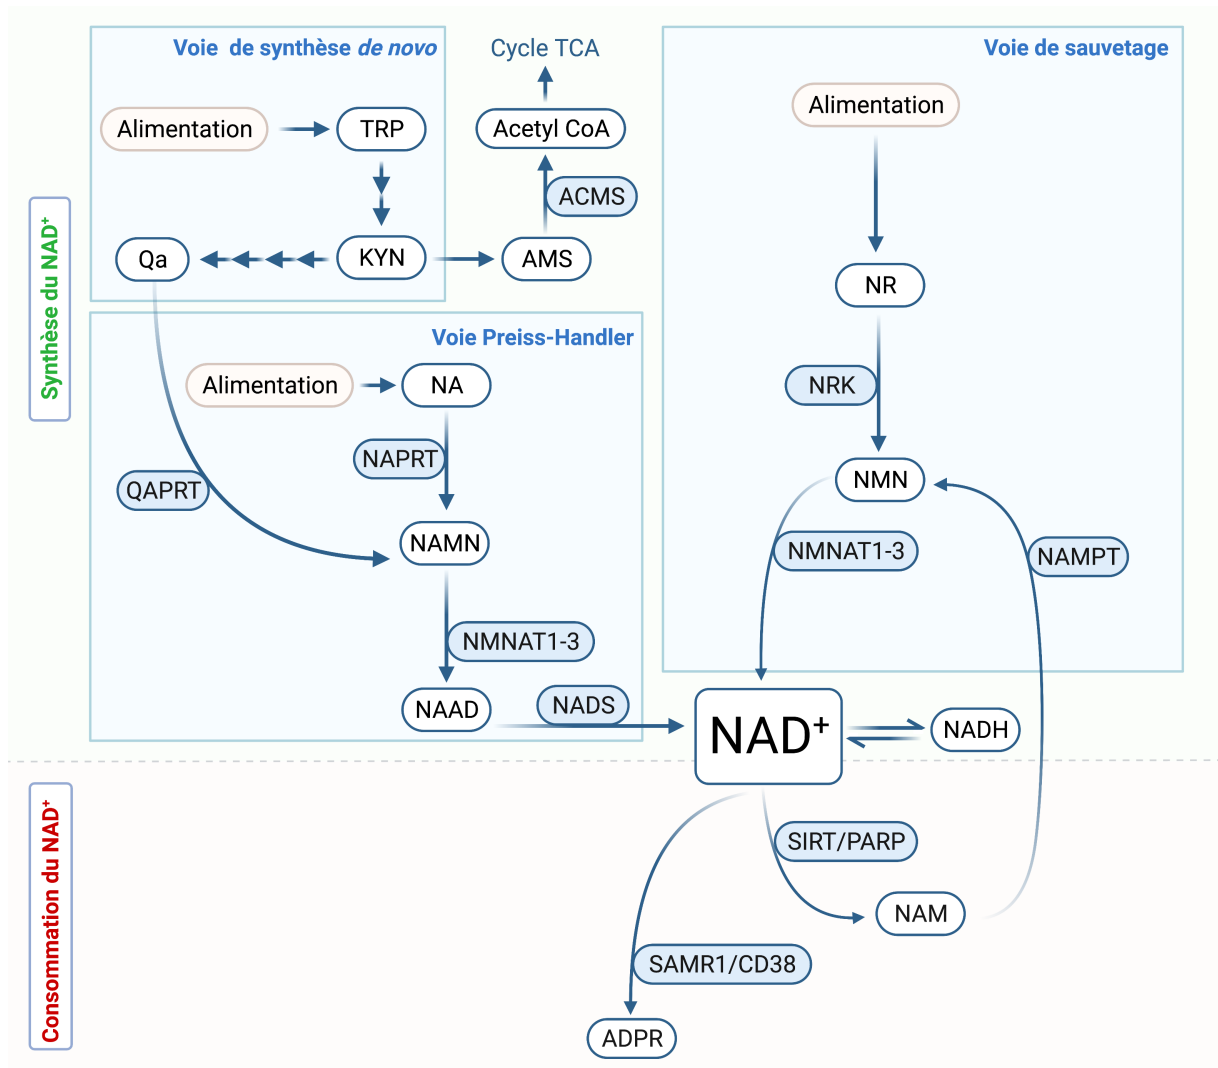 Synthèse du NAD⁺
Voie de synthèse de novo
Alimentation
TRP
KYN
Qa
Cycle TCA
Acetyl CoA
ACMS
AMS
Voie Preiss-Handler
Alimentation
NA
NAPRT
QAPRT
NAMN
NMNAT1-3
NAAD
NADS
Voie de sauvetage
Alimentation
NR
NRK
NMN
NMNAT1-3
NAMPT
NAD⁺
NADH
Consommation du NAD⁺
SIRT/PARP
NAM
SAMR1/CD38
ADPR